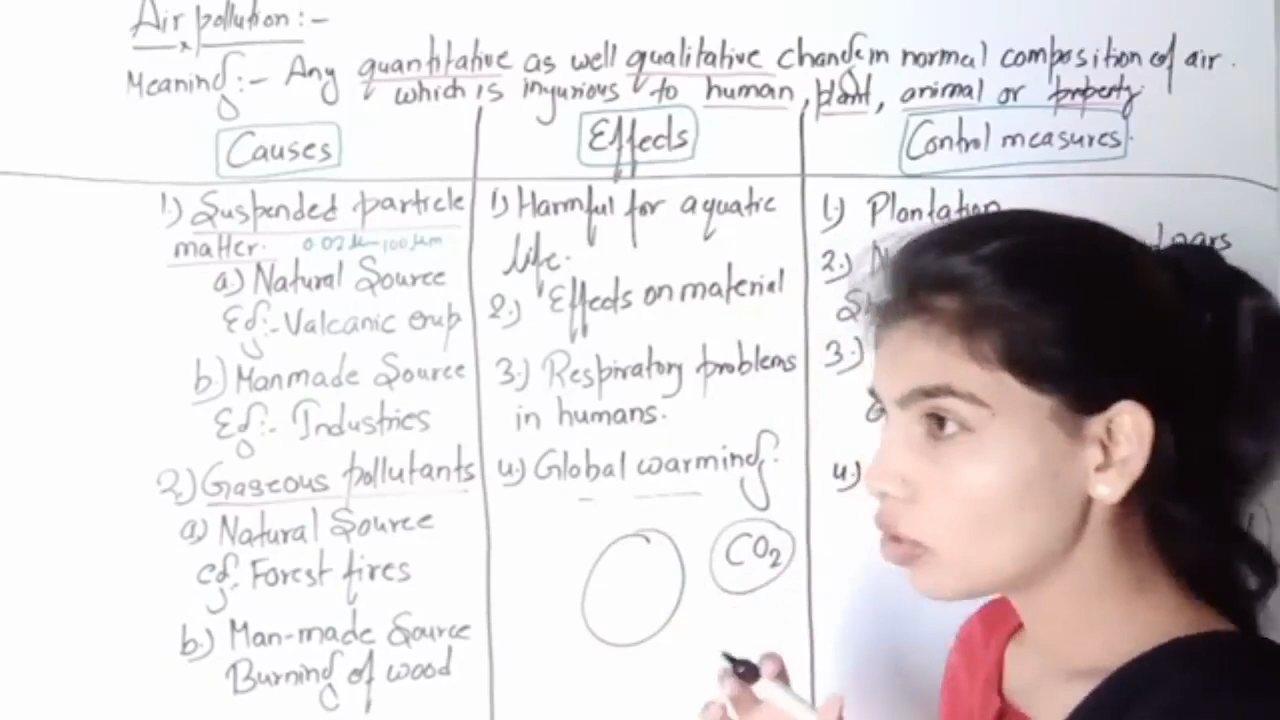 Air pollution:-
Meaning:- Any quantitative as well qualitative change in normal composition of air.
which is ingurious to human, plant, animal or property
Causes
1.) Suspended particle
matter. 0.02µ-100µm
a.) Natural Source
Eg:- Valcanic erup
b.) Manmade Source
Eg:- Industries
2.) Gaseous pollutants
a) Natural Source
eg. Forest fires
b.) Man-made Source
Burning of wood
Effects
1) Harmful for aquatic
life.
2.) Effects on material
3.) Respiratory problems
in humans.
4.) Global warming.
CO2
Control measures.
1.) Plantation
2.)
3.)
4.)